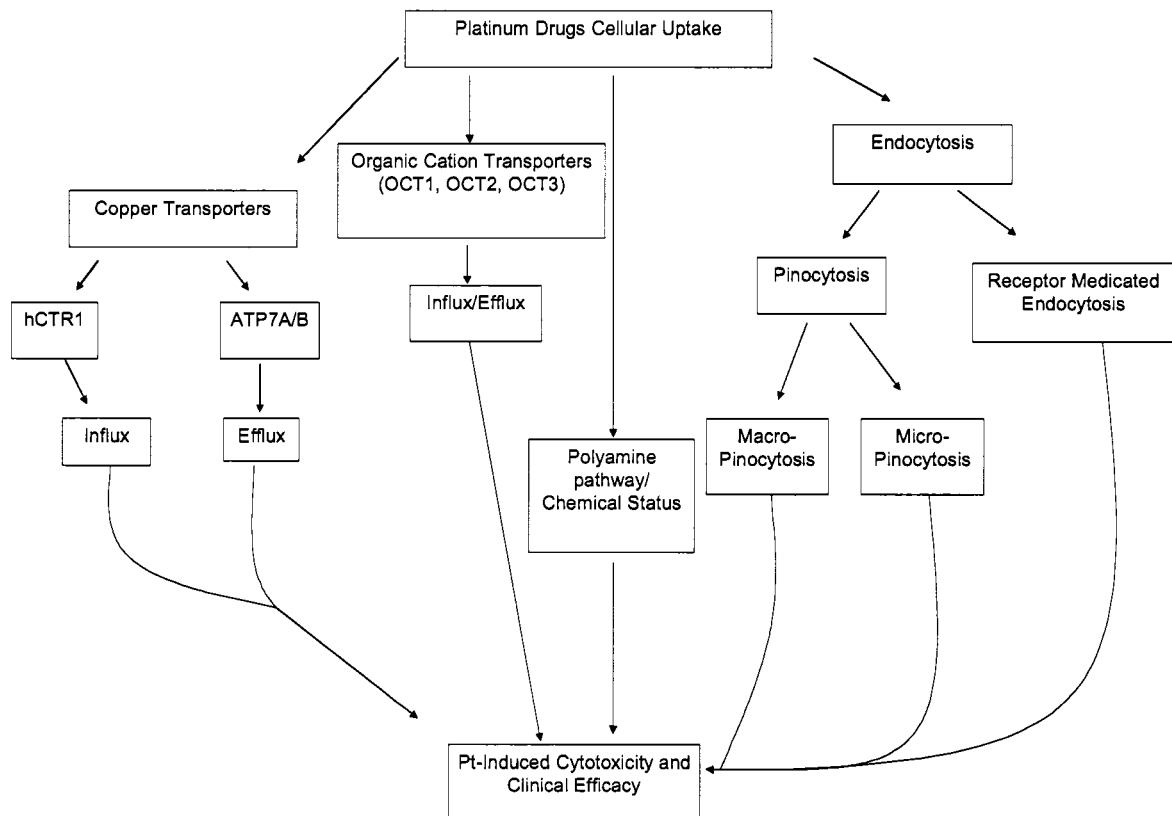 Platinum Drugs Cellular Uptake
Endocytosis
Organic Cation Transporters
(OCT1, OCT2, OCT3)
Copper Transporters
Pinocytosis
Receptor Medicated
Endocytosis
hCTR1
ATP7A/B
Influx/Efflux
Influx
Efflux
Macro-
Pinocytosis
Micro-
Pinocytosis
Polyamine
pathway/
Chemical Status
Pt-Induced Cytotoxicity and
Clinical Efficacy